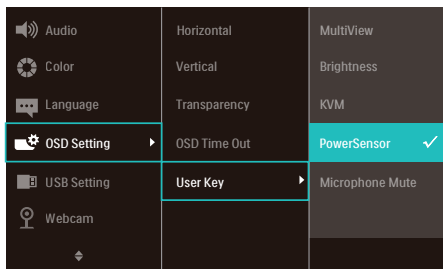 Audio
Color
Language
OSD Setting
USB Setting
Webcam
Horizontal
Vertical
Transparency
OSD Time Out
User Key
MultiView
Brightness
KVM
PowerSensor
Microphone Mute